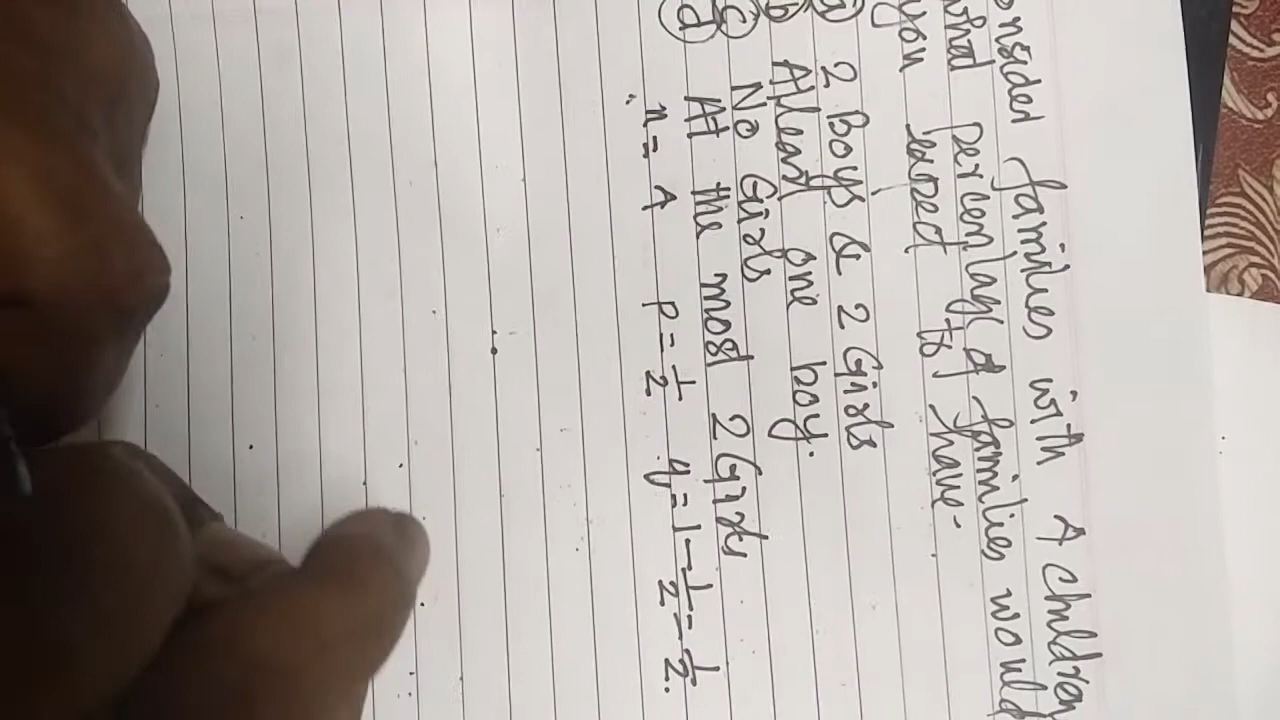 onsider families with 4 children
what percentage of families would
you expect to have-
a) 2 Boys & 2 Girls
b) Atleast one boy.
c) No Girls
d) At the most 2 Girls
n = 4 p = 1/2 q = 1 - 1/2 = 1/2.